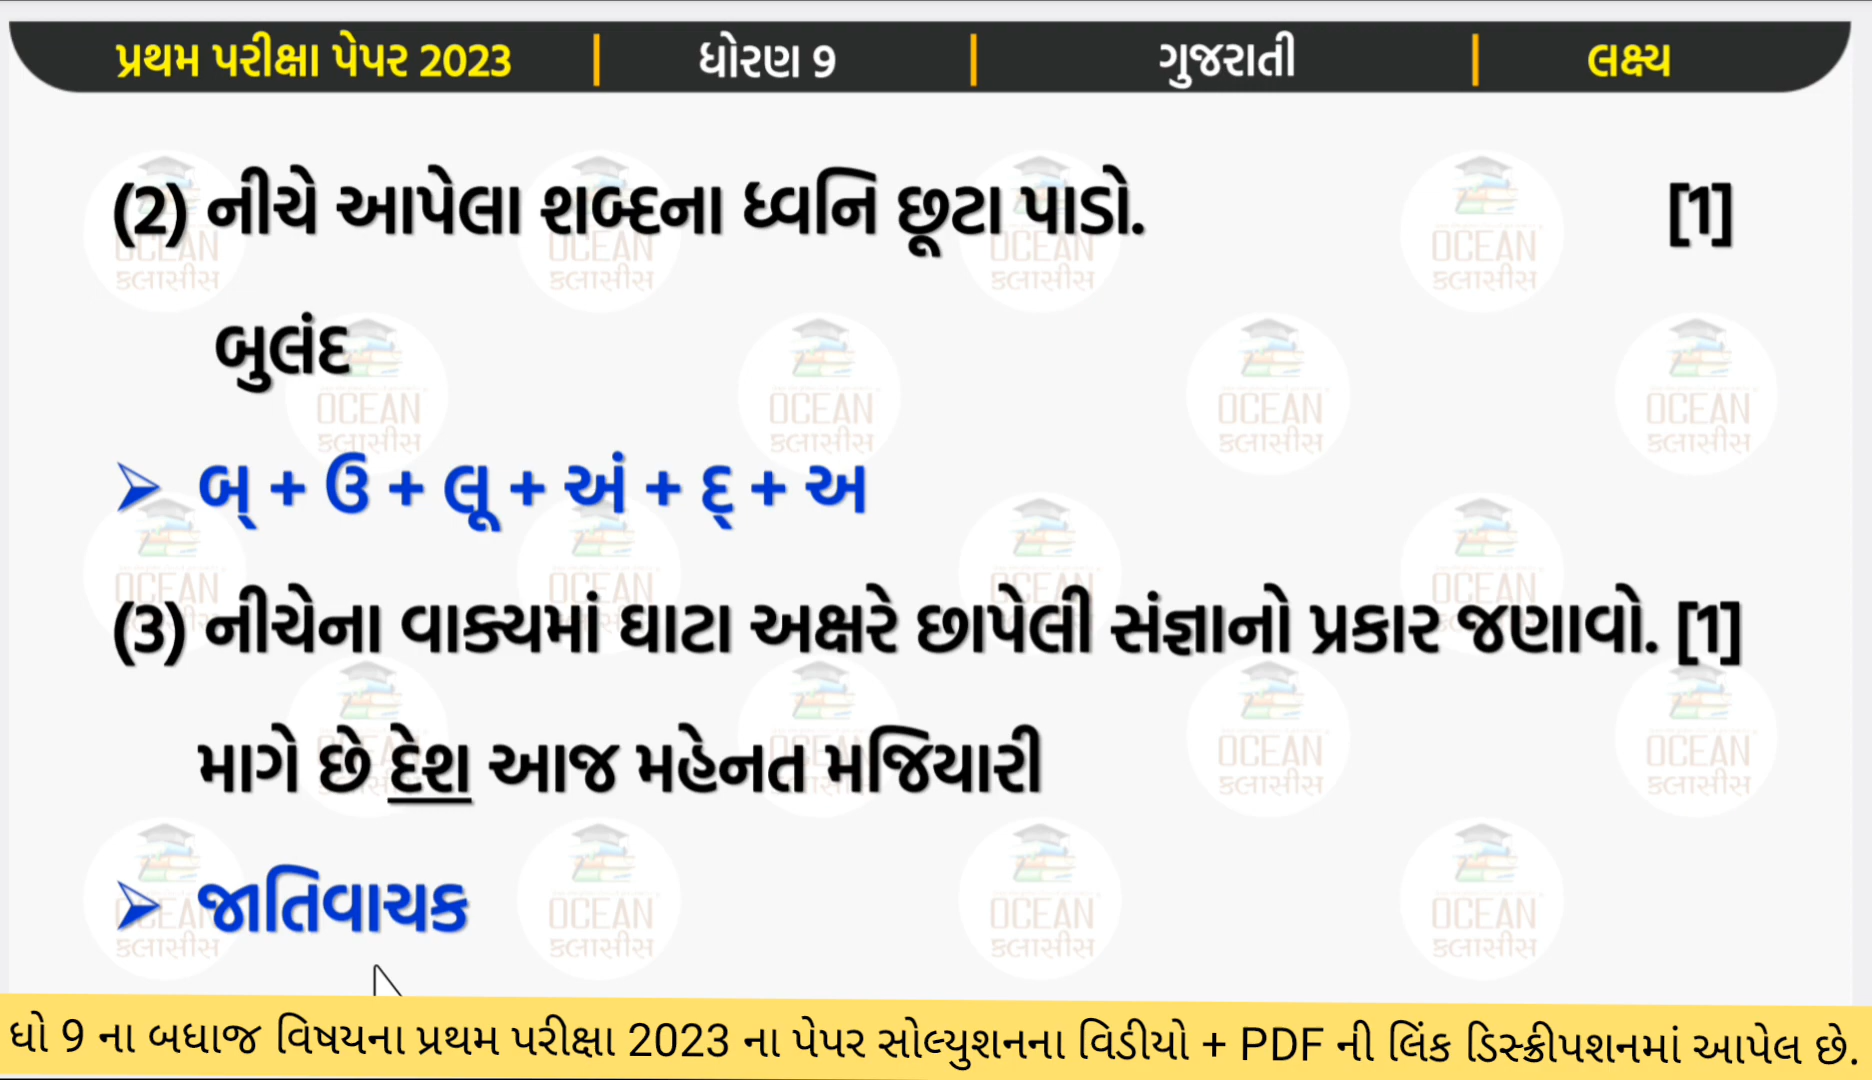 પ્રથમ પરીક્ષા પેપર 2023 | ધોરણ 9 | ગુજરાતી | લક્ષ્ય
(2) નીચે આપેલા શબ્દના ધ્વનિ છૂટા પાડો. [1]
બુલંદ
બ્ + ઉ + લૂ + અં + દ્ + અ
(3) નીચેના વાક્યમાં ઘાટા અક્ષરે છાપેલી સંજ્ઞાનો પ્રકાર જણાવો. [1]
માગે છે દેશ આજ મહેનત મજિયારી
જાતિવાચક
OCEAN
ક્લાસીસ
ધો 9 ના બધાજ વિષયના પ્રથમ પરીક્ષા 2023 ના પેપર સોલ્યુશનના વિડીયો + PDF ની લિંક ડિસ્ક્રીપશનમાં આપેલ છે.